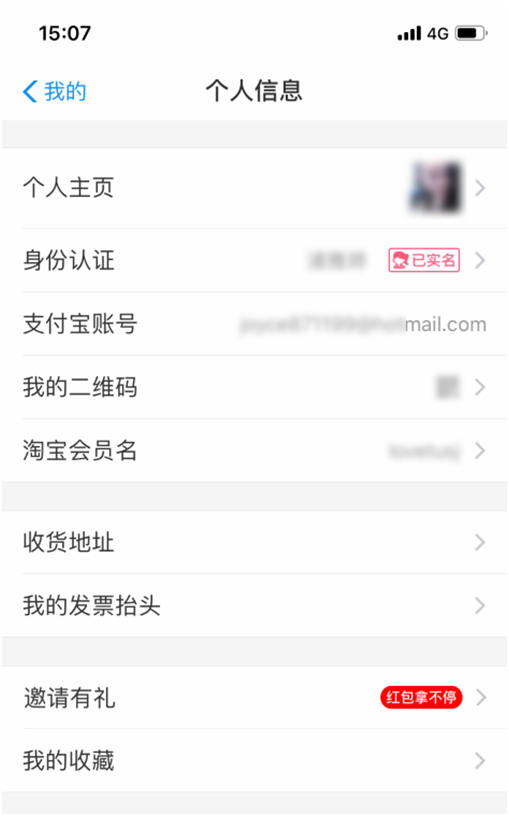 15:07
4G
我的
个人信息
个人主页
身份认证
已实名
支付宝账号
mail.com
我的二维码
淘宝会员名
收货地址
我的发票抬头
邀请有礼
红包拿不停
我的收藏